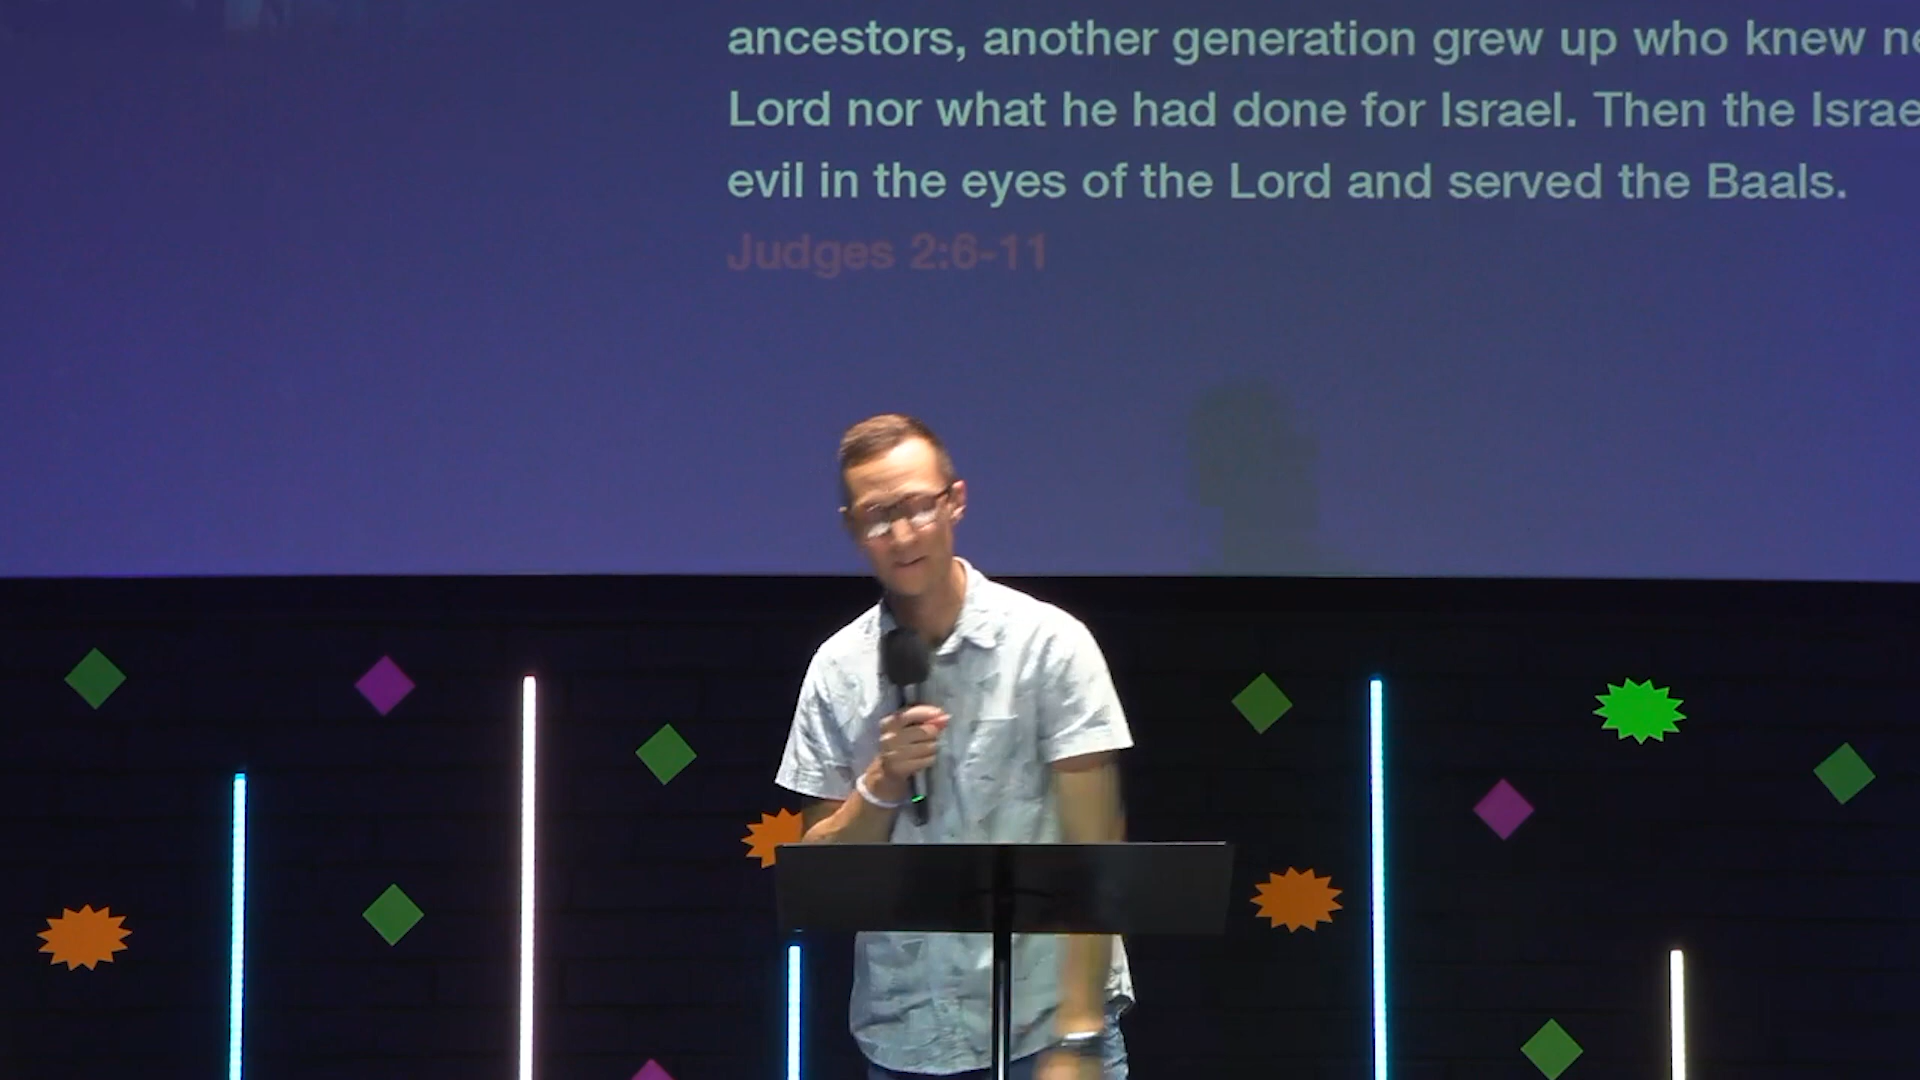 ancestors, another generation grew up who knew
Lord nor what he had done for Israel. Then the
evil in the eyes of the Lord and served the Baals.
Judges 2:6-11